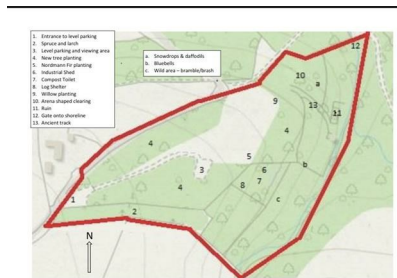 1. Entrance to level parking
2. Spruce and larch
3. Level parking and viewing area
4. New tree planting
5. Nordmann Fir planting
6. Industrial Shed
7. Compost Toilet
8. Log Shelter
9. Willow planting
10. Arena shaped clearing
11. Ruin
12. Gate onto shoreline
13. Ancient track
a. Snowdrops & daffodils
b. Bluebells
c. Wild area – bramble/brash
12
10
a
9
13
11
4
4
5
b
3
6
7
8
4
c
1
2
N